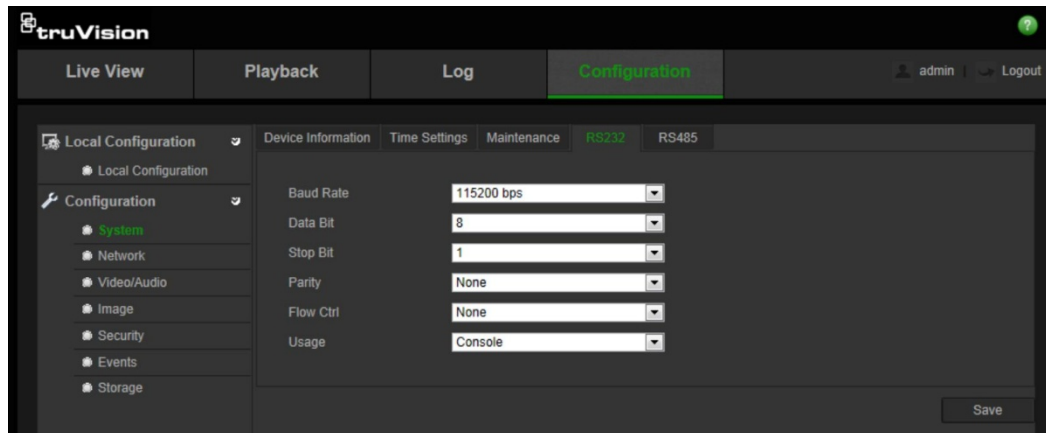 truVision
?
Live View Playback Log Configuration admin | Logout
Local Configuration
Local Configuration
Configuration
System
Network
Video/Audio
Image
Security
Events
Storage
Device Information Time Settings Maintenance RS232 RS485
Baud Rate 115200 bps
Data Bit 8
Stop Bit 1
Parity None
Flow Ctrl None
Usage Console
Save